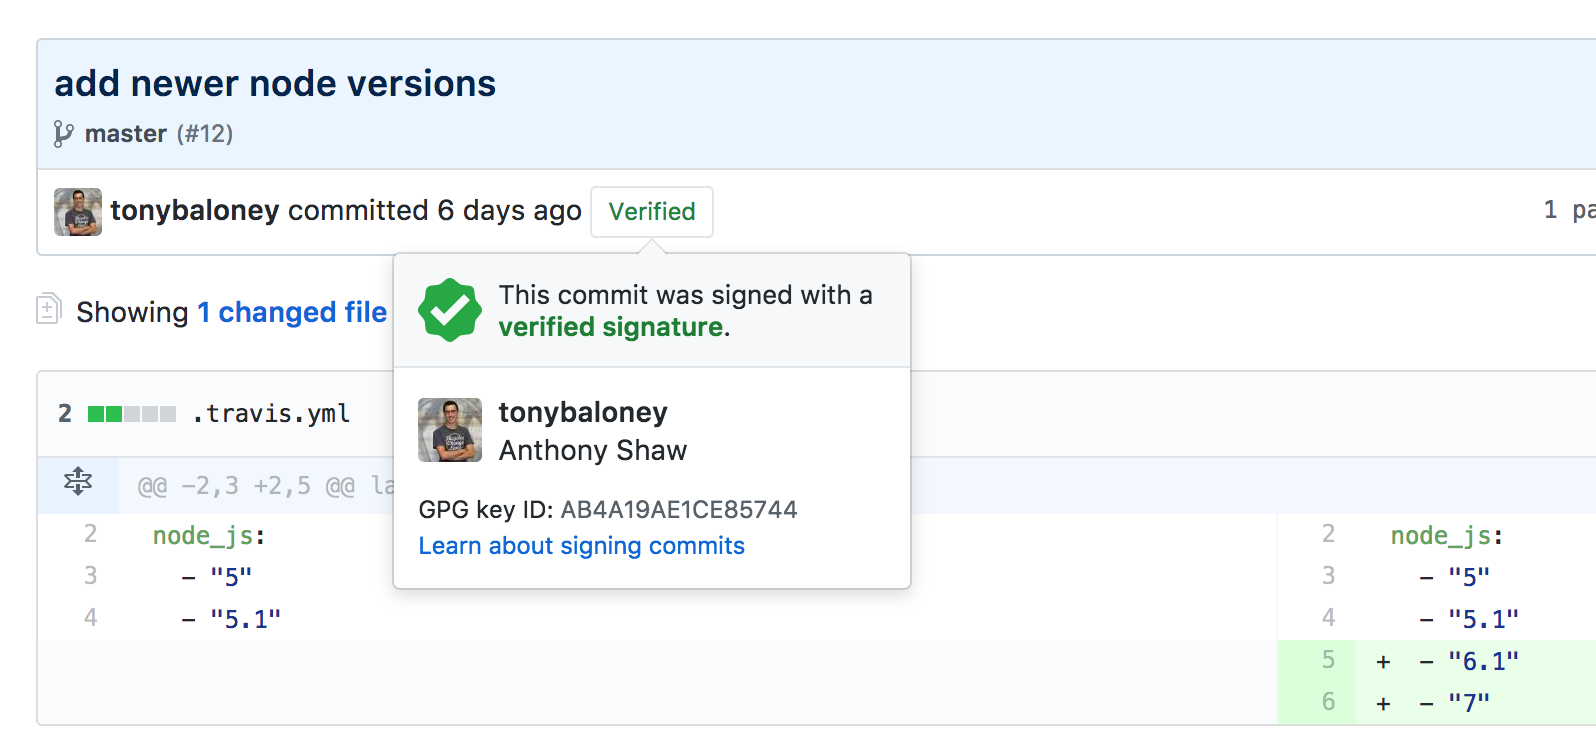 add newer node versions
master (#12)
tonybaloney committed 6 days ago Verified
1 pa
This commit was signed with a
verified signature.
Showing 1 changed file
tonybaloney
Anthony Shaw
GPG key ID: AB4A19AE1CE85744
Learn about signing commits
2 .travis.yml
@@ -2,3 +2,5 @@ la
2 node_js:
3 - "5"
4 - "5.1"
2 node_js:
3 - "5"
4 - "5.1"
5 + - "6.1"
6 + - "7"